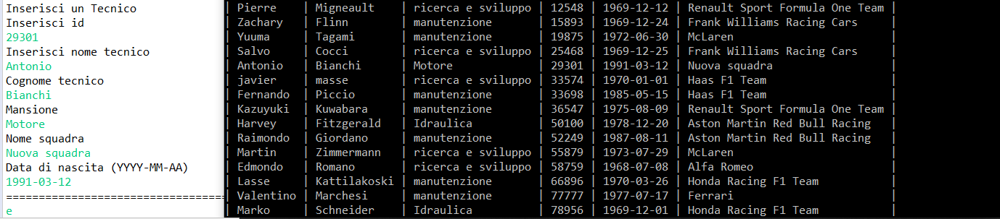 Inserisci un Tecnico
Inserisci id
29301
Inserisci nome tecnico
Antonio
Cognome tecnico
Bianchi
Mansione
Motore
Nome squadra
Nuova squadra
Data di nascita (YYYY-MM-AA)
1991-03-12
==================================
e
| Pierre | Migneault | ricerca e sviluppo | 12548 | 1969-12-12 | Renault Sport Formula One Team |
| Zachary | Flinn | manutenzione | 15893 | 1969-12-24 | Frank Williams Racing Cars |
| Yuuma | Tagami | manutenzione | 19875 | 1972-06-30 | McLaren |
| Salvo | Cocci | ricerca e sviluppo | 25468 | 1969-12-25 | Frank Williams Racing Cars |
| Antonio | Bianchi | Motore | 29301 | 1991-03-12 | Nuova squadra |
| javier | masse | ricerca e sviluppo | 33574 | 1970-01-01 | Haas F1 Team |
| Fernando | Piccio | manutenzione | 33698 | 1985-05-15 | Haas F1 Team |
| Kazuyuki | Kuwabara | manutenzione | 36547 | 1975-08-09 | Renault Sport Formula One Team |
| Harvey | Fitzgerald | Idraulica | 50100 | 1978-12-20 | Aston Martin Red Bull Racing |
| Raimondo | Giordano | manutenzione | 52249 | 1987-08-11 | Aston Martin Red Bull Racing |
| Martin | Zimmermann | ricerca e sviluppo | 55879 | 1973-07-29 | McLaren |
| Edmondo | Romano | ricerca e sviluppo | 58759 | 1968-07-08 | Alfa Romeo |
| Lasse | Kattilakoski | manutenzione | 66896 | 1970-03-26 | Honda Racing F1 Team |
| Valentino | Marchesi | manutenzione | 77777 | 1977-07-17 | Ferrari |
| Marko | Schneider | Idraulica | 78956 | 1969-12-01 | Honda Racing F1 Team |